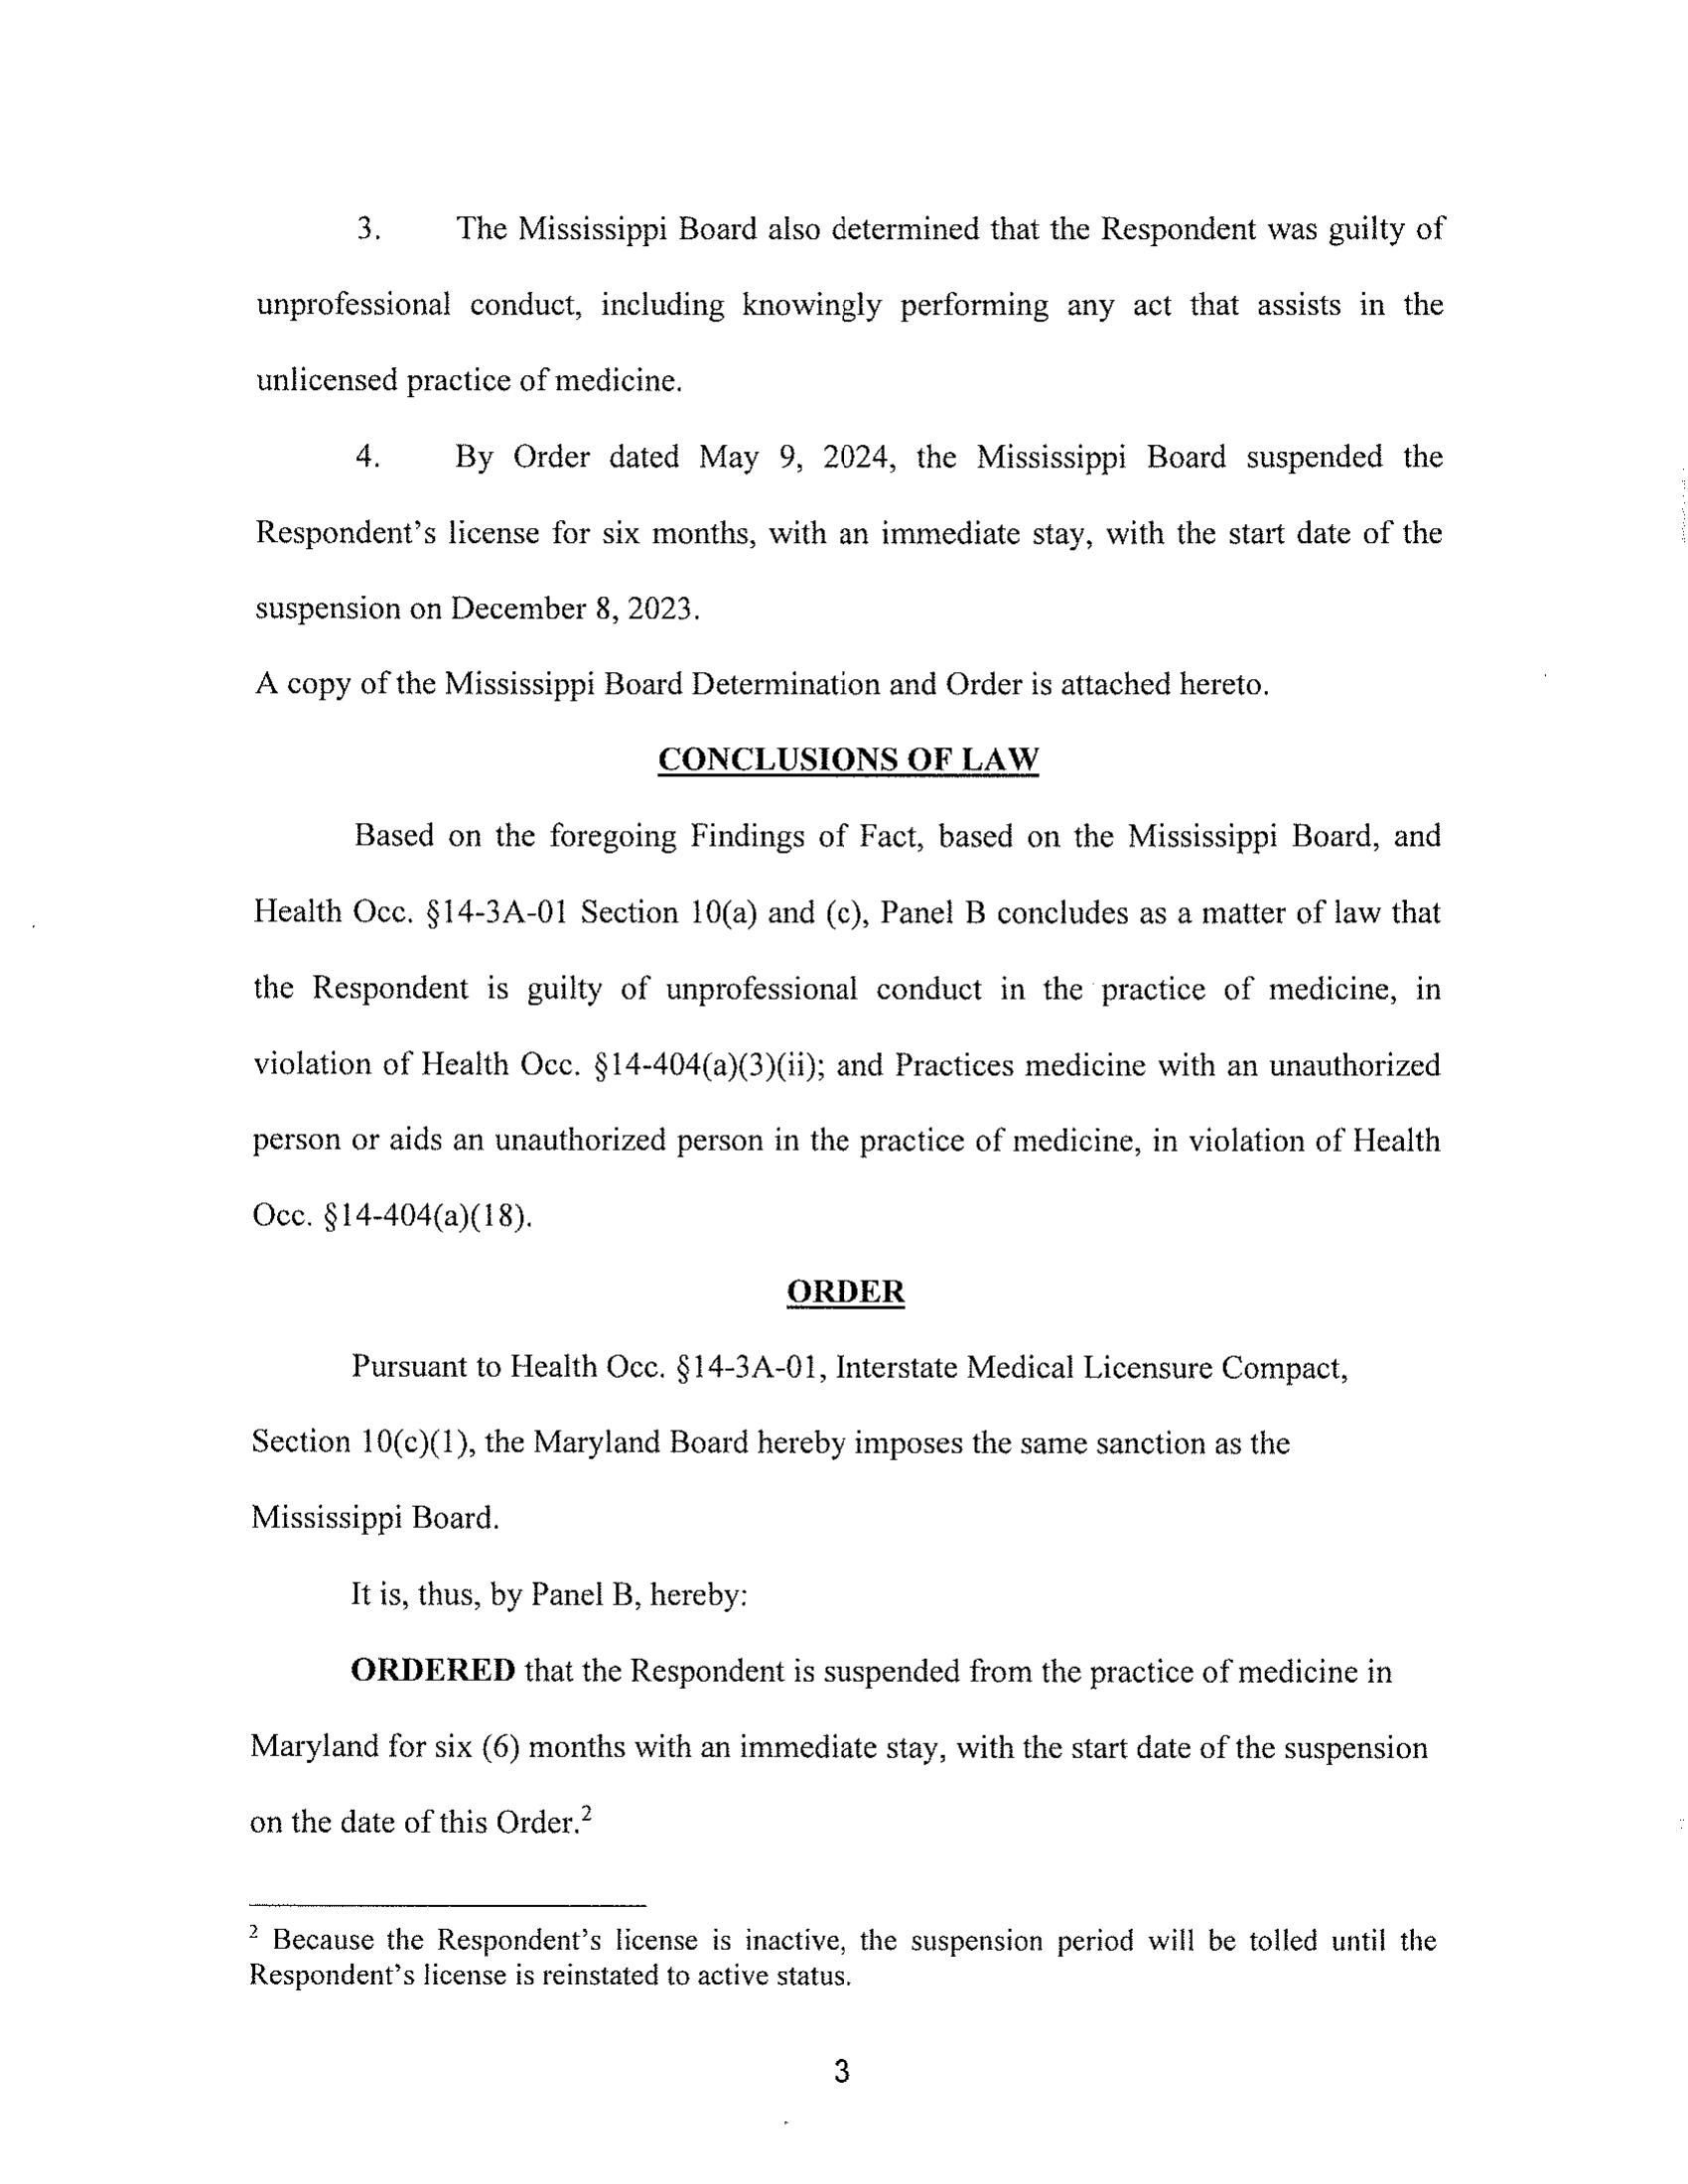 3. The Mississippi Board also determined that the Respondent was guilty of
unprofessional conduct, including knowingly performing any act that assists in the
unlicensed practice of medicine.
4. By Order dated May 9, 2024, the Mississippi Board suspended the
Respondent's license for six months, with an immediate stay, with the start date of the
suspension on December 8, 2023.
A copy of the Mississippi Board Determination and Order is attached hereto.
CONCLUSIONS OF LAW
Based on the foregoing Findings of Fact, based on the Mississippi Board, and
Health Occ. §14-3A-01 Section 10(a) and (c), Panel B concludes as a matter of law that
the Respondent is guilty of unprofessional conduct in the practice of medicine, in
violation of Health Occ. §14-404(a)(3)(ii); and Practices medicine with an unauthorized
person or aids an unauthorized person in the practice of medicine, in violation of Health
Occ. §14-404(a)(18).
ORDER
Pursuant to Health Occ. §14-3A-01, Interstate Medical Licensure Compact,
Section 10(c)(1), the Maryland Board hereby imposes the same sanction as the
Mississippi Board.
It is, thus, by Panel B, hereby:
ORDERED that the Respondent is suspended from the practice of medicine in
Maryland for six (6) months with an immediate stay, with the start date of the suspension
on the date of this Order.²
² Because the Respondent's license is inactive, the suspension period will be tolled until the
Respondent's license is reinstated to active status.
3